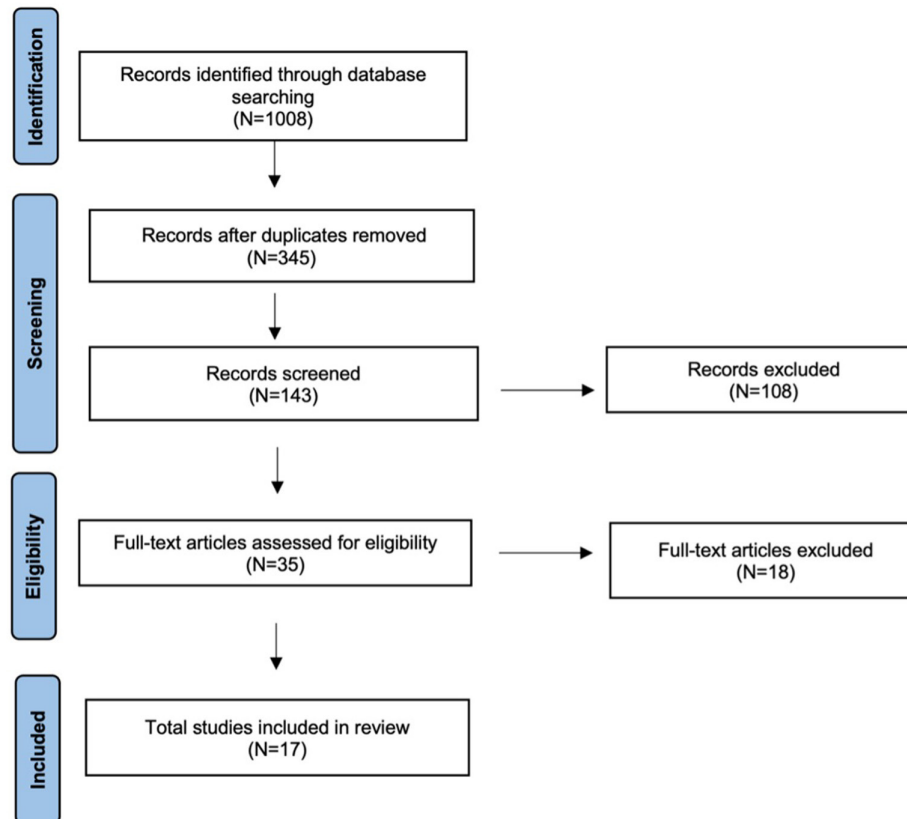 Identification
Records identified through database
searching
(N=1008)
Screening
Records after duplicates removed
(N=345)
Records screened
(N=143)
Records excluded
(N=108)
Eligibility
Full-text articles assessed for eligibility
(N=35)
Full-text articles excluded
(N=18)
Included
Total studies included in review
(N=17)